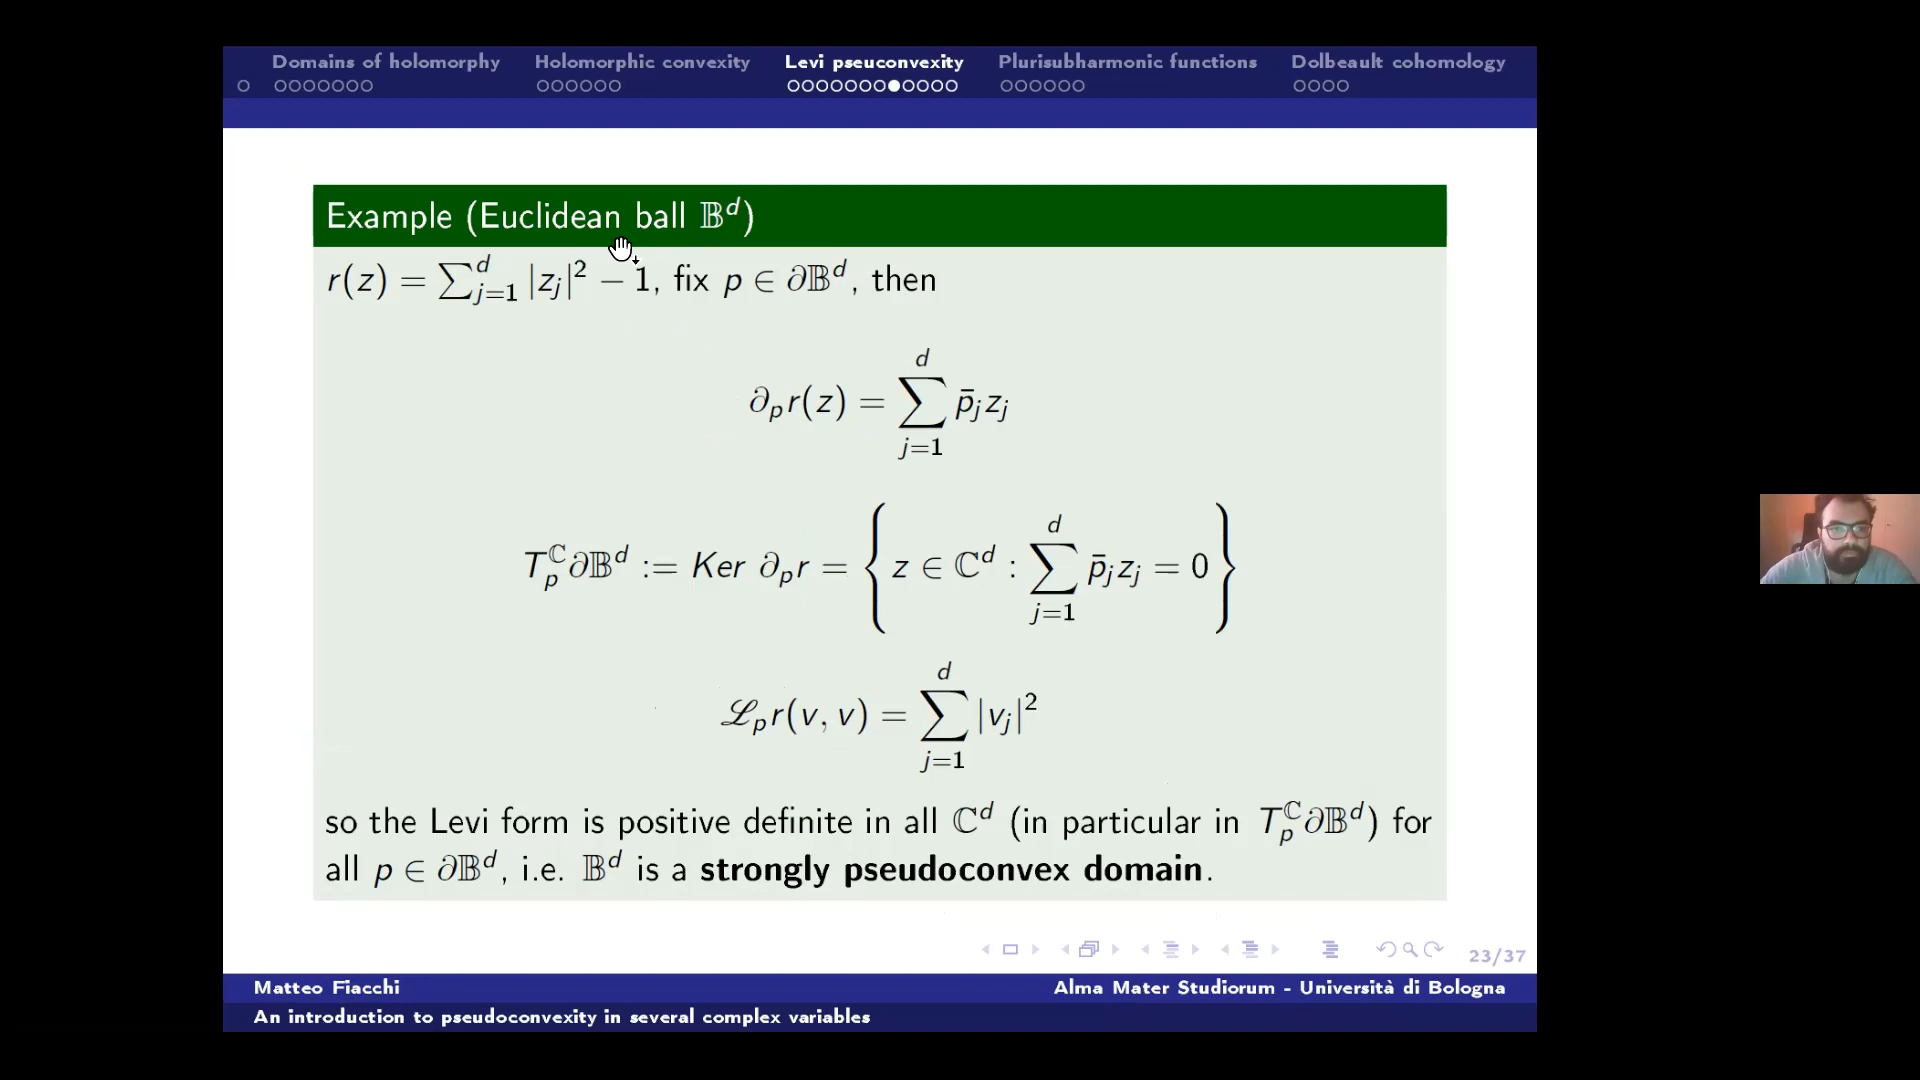 Domains of holomorphy Holomorphic convexity Levi pseuconvexity Plurisubharmonic functions Dolbeault cohomology
Example (Euclidean ball 𝔹^d)
r(z) = ∑_{j=1}^d |z_j|² − 1, fix p ∈ ∂𝔹^d, then
∂_p r(z) = ∑_{j=1}^d p̄_j z_j
T_p^ℂ ∂𝔹^d := Ker ∂_p r = { z ∈ ℂ^d : ∑_{j=1}^d p̄_j z_j = 0 }
ℒ_p r(v, v) = ∑_{j=1}^d |v_j|²
so the Levi form is positive definite in all ℂ^d (in particular in T_p^ℂ ∂𝔹^d) for
all p ∈ ∂𝔹^d, i.e. 𝔹^d is a strongly pseudoconvex domain.
23/37
Matteo Fiacchi Alma Mater Studiorum - Università di Bologna
An introduction to pseudoconvexity in several complex variables